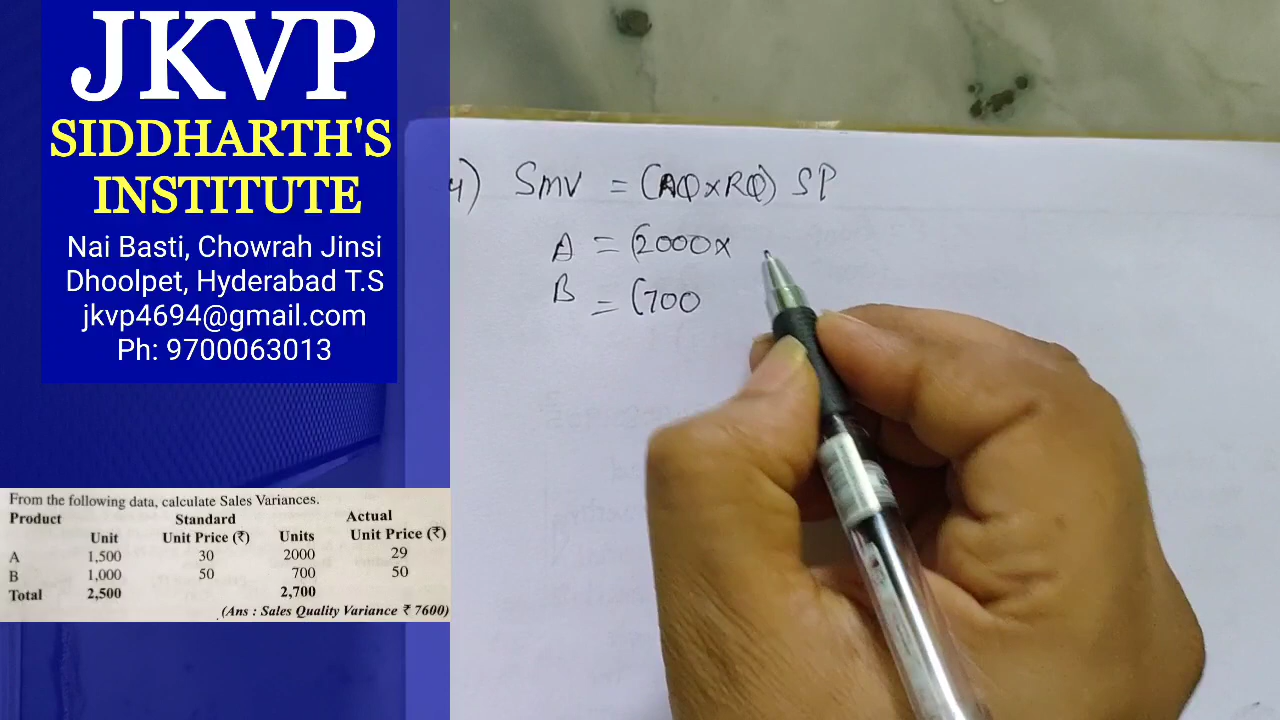 JKVP
SIDDHARTH'S
INSTITUTE
Nai Basti, Chowrah Jinsi
Dhoolpet, Hyderabad T.S
jkvp4694@gmail.com
Ph: 9700063013
4) SMV = (AQ×RQ) SP
A = (2000×
B = (700
From the following data, calculate Sales Variances.
Product Standard Actual
Unit Unit Price (₹) Units Unit Price (₹)
A 1,500 30 2000 29
B 1,000 50 700 50
Total 2,500 2,700
(Ans : Sales Quality Variance ₹ 7600)